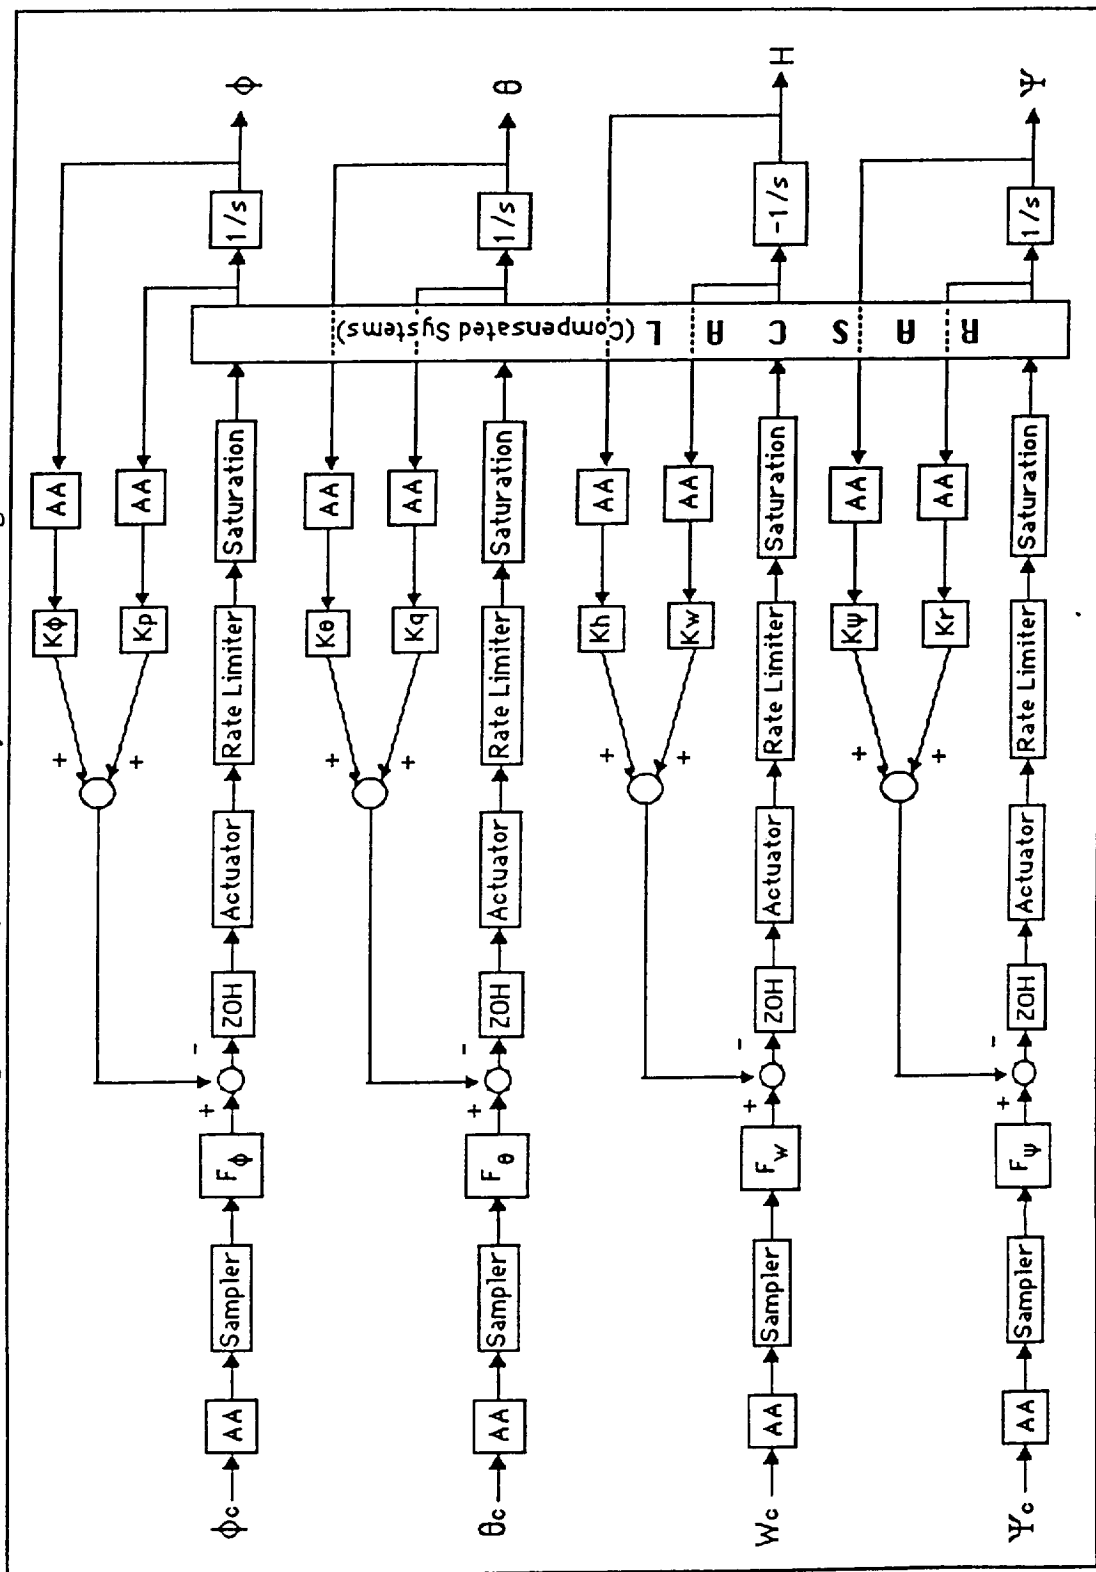 ϕc AA Sampler Fϕ + - ZOH Actuator Rate Limiter Saturation 1/s ϕ
Kϕ AA
Kp AA
+ +
θc AA Sampler Fθ + - ZOH Actuator Rate Limiter Saturation 1/s θ
Kθ AA
Kq AA
+ +
Wc AA Sampler Fw + - ZOH Actuator Rate Limiter Saturation -1/s H
Kh AA
Kw AA
+ +
Ψc AA Sampler Fψ + - ZOH Actuator Rate Limiter Saturation 1/s Ψ
Kψ AA
Kr AA
+ +
RASCAL (Compensated Systems)